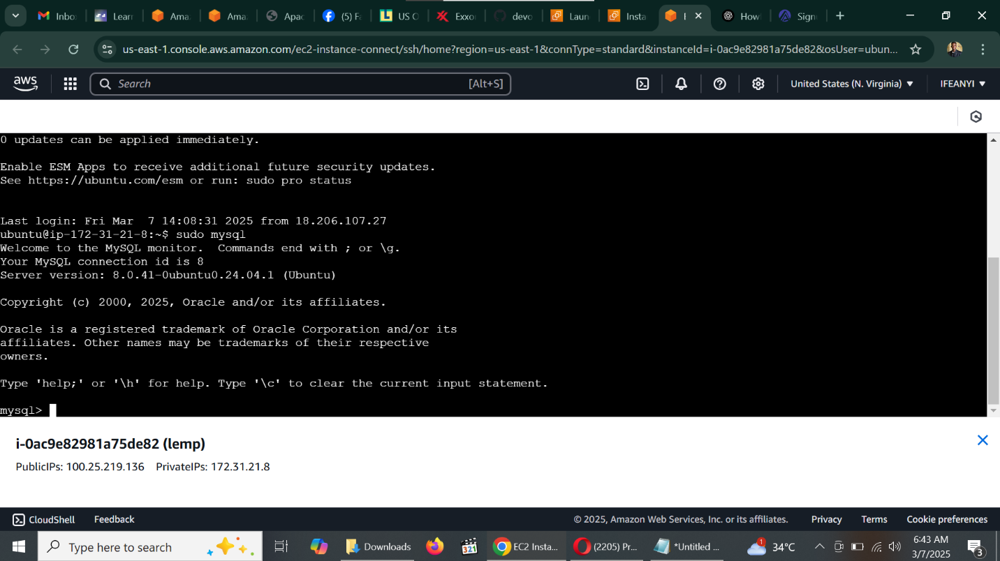 Inbo
Lear
Ama
Ama
Apac
(5) Fa
US O
Exxo
devo
Laun
Insta
I
How
Sign
us-east-1.console.aws.amazon.com/ec2-instance-connect/ssh/home?region=us-east-1&connType=standard&instanceId=i-0ac9e82981a75de82&osUser=ubun...
aws
Search
[Alt+S]
United States (N. Virginia)
IFEANYI
0 updates can be applied immediately.
Enable ESM Apps to receive additional future security updates.
See https://ubuntu.com/esm or run: sudo pro status
Last login: Fri Mar  7 14:08:31 2025 from 18.206.107.27
ubuntu@ip-172-31-21-8:~$ sudo mysql
Welcome to the MySQL monitor.  Commands end with ; or \g.
Your MySQL connection id is 8
Server version: 8.0.41-0ubuntu0.24.04.1 (Ubuntu)
Copyright (c) 2000, 2025, Oracle and/or its affiliates.
Oracle is a registered trademark of Oracle Corporation and/or its
affiliates. Other names may be trademarks of their respective
owners.
Type 'help;' or '\h' for help. Type '\c' to clear the current input statement.
mysql>
i-0ac9e82981a75de82 (lemp)
PublicIPs: 100.25.219.136 PrivateIPs: 172.31.21.8
CloudShell
Feedback
© 2025, Amazon Web Services, Inc. or its affiliates.
Privacy
Terms
Cookie preferences
Type here to search
Downloads
321
EC2 Insta...
(2205) Pr...
*Untitled ...
1
34°C
6:43 AM
3/7/2025
3